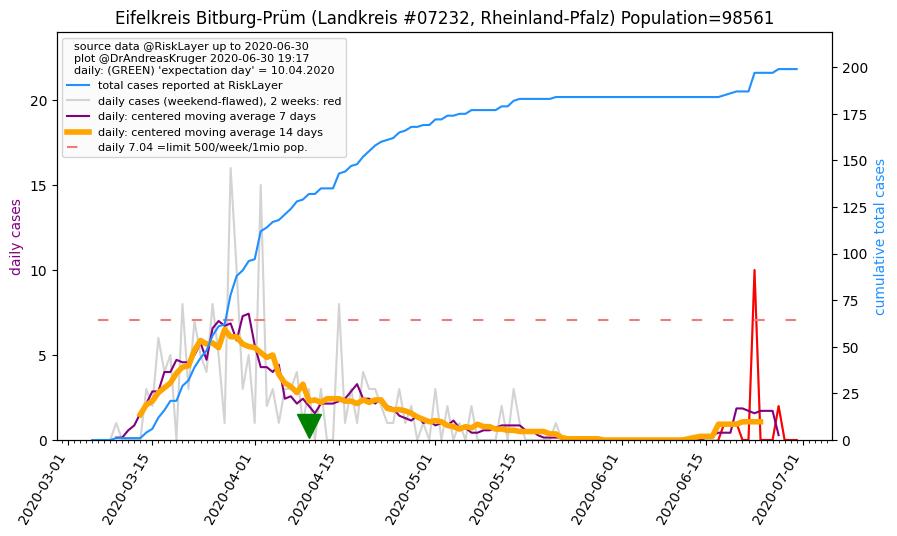 Eifelkreis Bitburg-Prüm (Landkreis #07232, Rheinland-Pfalz) Population=98561
source data @RiskLayer up to 2020-06-30
plot @DrAndreasKruger 2020-06-30 19:17
daily: (GREEN) 'expectation day' = 10.04.2020
total cases reported at RiskLayer
daily cases (weekend-flawed), 2 weeks: red
daily: centered moving average 7 days
daily: centered moving average 14 days
daily 7.04 =limit 500/week/1mio pop.
daily cases
20
15
10
5
0
cumulative total cases
200
175
150
125
100
75
50
25
0
2020-03-01
2020-03-15
2020-04-01
2020-04-15
2020-05-01
2020-05-15
2020-06-01
2020-06-15
2020-07-01